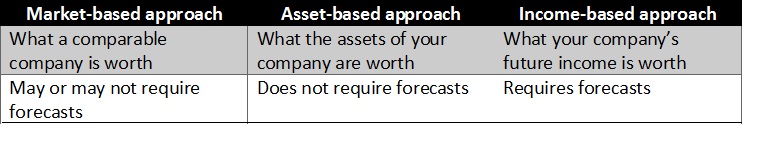 Market-based approach Asset-based approach Income-based approach
What a comparable company is worth What the assets of your company are worth What your company’s future income is worth
May or may not require forecasts Does not require forecasts Requires forecasts